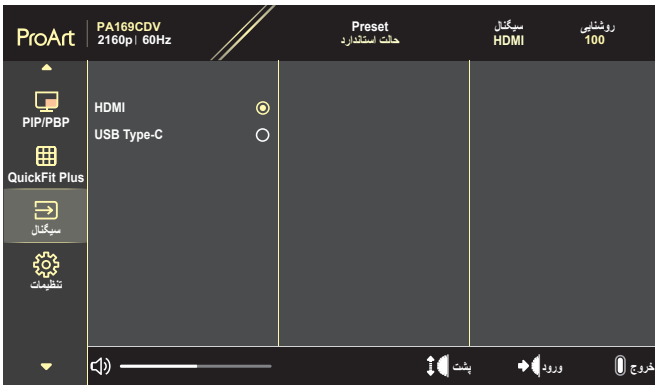 ProArt
PA169CDV
2160p | 60Hz
Preset
حالت استاندارد
سیگنال
HDMI
روشنایی
100
PIP/PBP
QuickFit Plus
سیگنال
تنظیمات
HDMI
USB Type-C
پشت
ورود
خروج